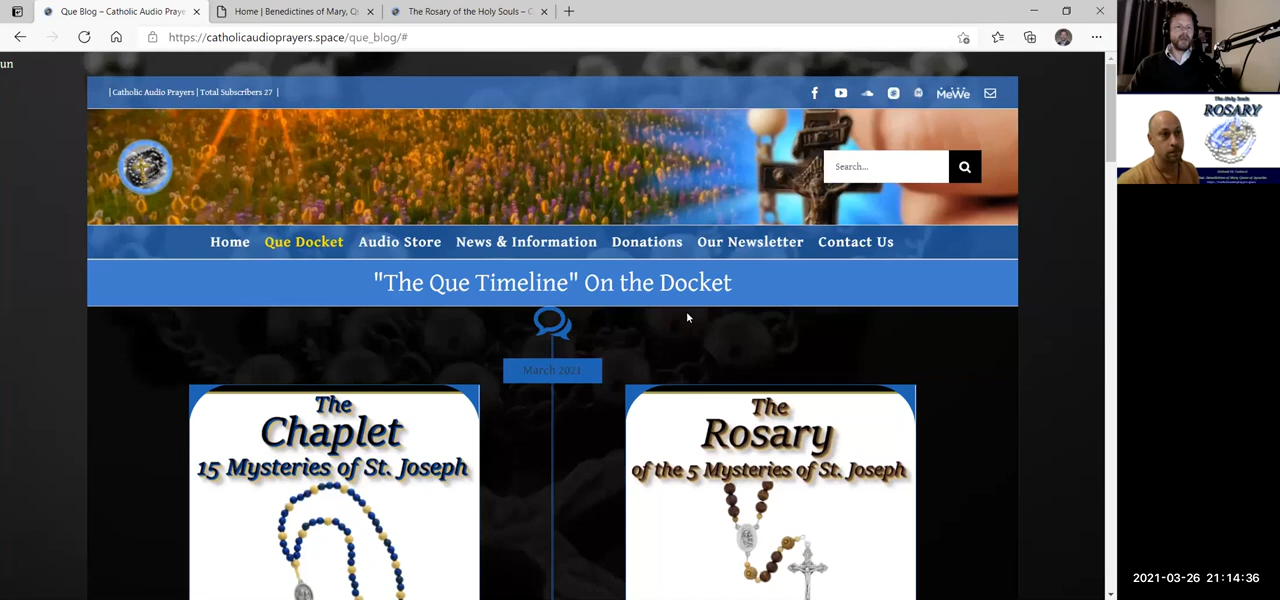 Que Blog – Catholic Audio Praye
Home | Benedictines of Mary, Qu
The Rosary of the Holy Souls – C
https://catholicaudioprayers.space/que_blog/#
un
| Catholic Audio Prayers | Total Subscribers 27 |
MeWe
Search...
Home Que Docket Audio Store News & Information Donations Our Newsletter Contact Us
"The Que Timeline" On the Docket
March 2021
The
Chaplet
15 Mysteries of St. Joseph
The
Rosary
of the 5 Mysteries of St. Joseph
The Holy Souls
ROSARY
2021-03-26 21:14:36